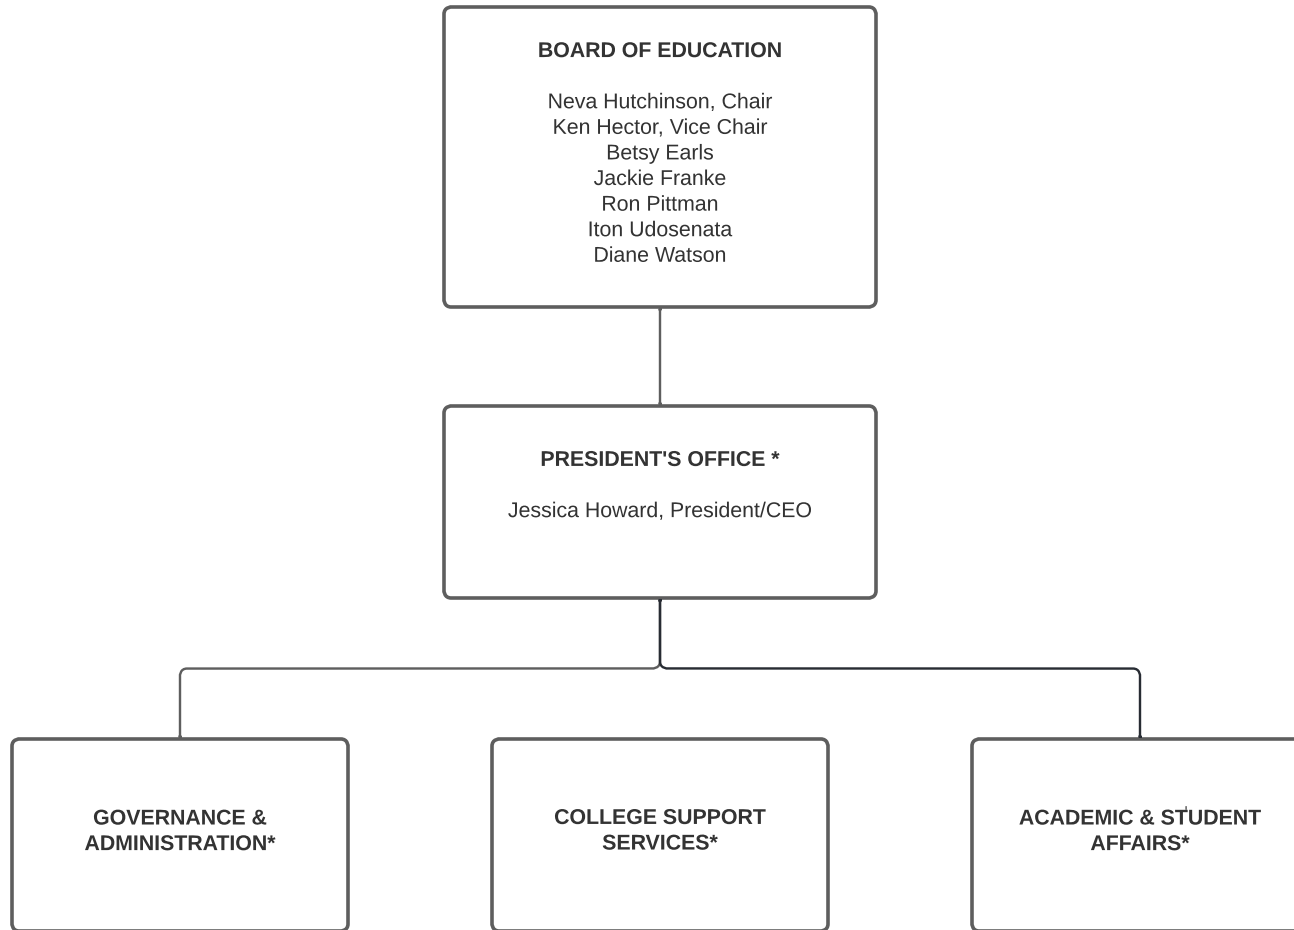 BOARD OF EDUCATION
Neva Hutchinson, Chair
Ken Hector, Vice Chair
Betsy Earls
Jackie Franke
Ron Pittman
Iton Udosenata
Diane Watson
PRESIDENT'S OFFICE *
Jessica Howard, President/CEO
GOVERNANCE &
ADMINISTRATION*
COLLEGE SUPPORT
SERVICES*
ACADEMIC & STUDENT
AFFAIRS*